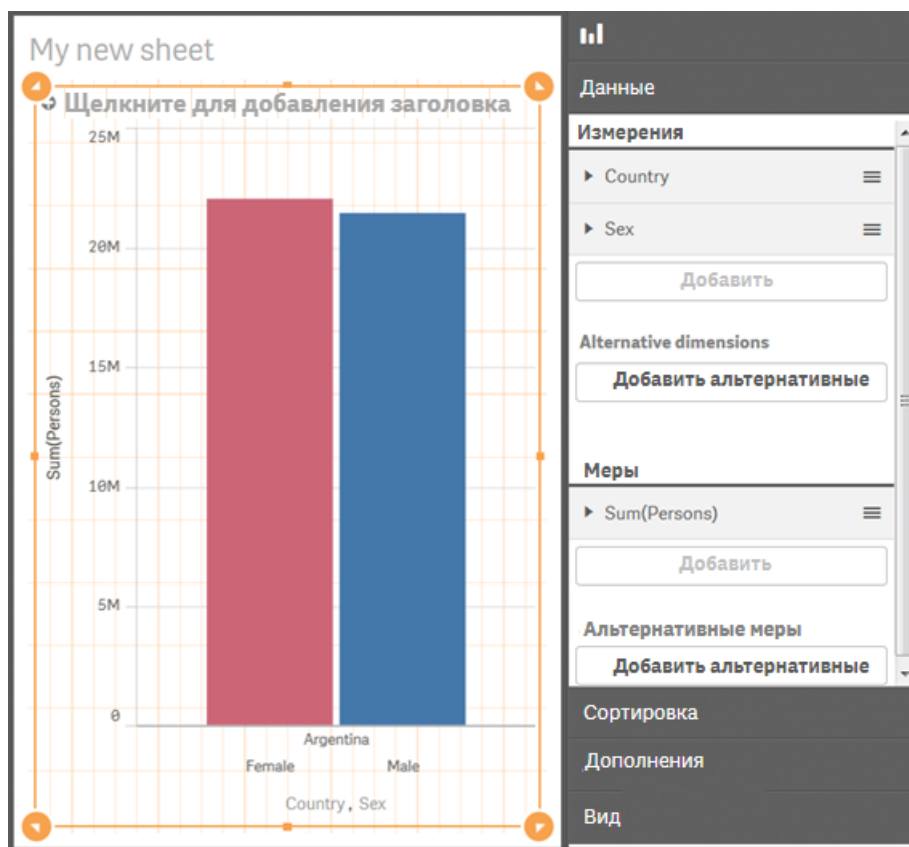 My new sheet
Щелкните для добавления заголовка
25M
20M
15M
10M
5M
0
Sum(Persons)
Argentina
Female Male
Country, Sex
Данные
Измерения
Country
Sex
Добавить
Alternative dimensions
Добавить альтернативные
Меры
Sum(Persons)
Добавить
Альтернативные меры
Добавить альтернативные
Сортировка
Дополнения
Вид